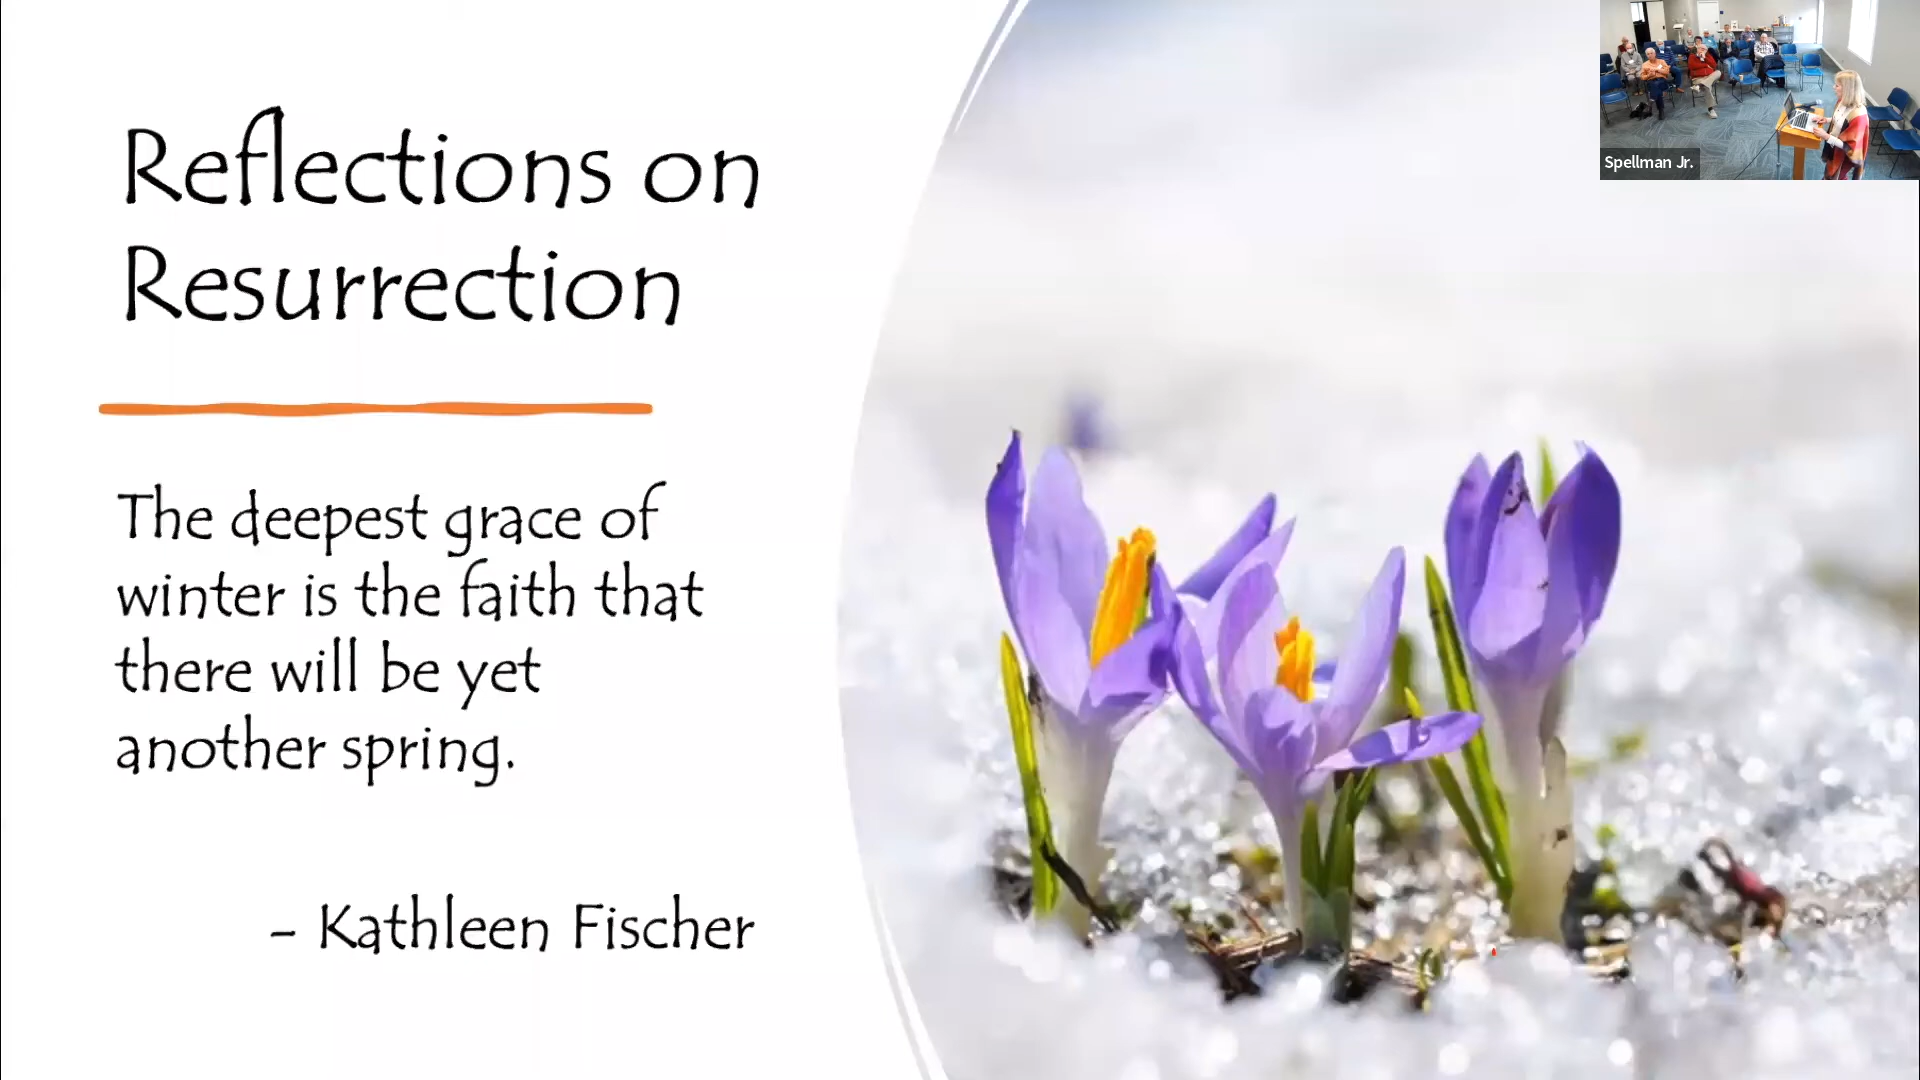 Reflections on
Resurrection
The deepest grace of
winter is the faith that
there will be yet
another spring.
- Kathleen Fischer
Spellman Jr.